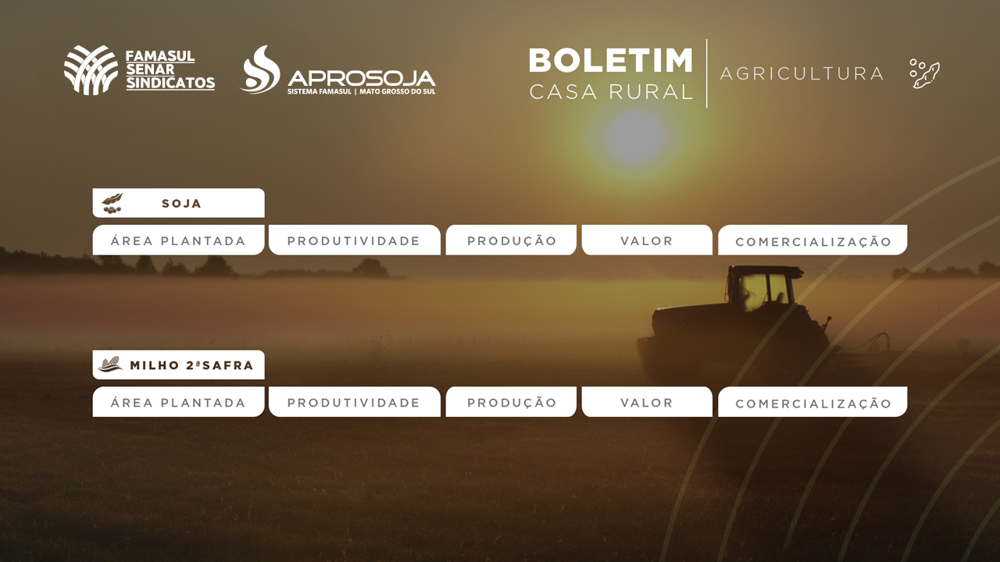 FAMASUL
SENAR
SINDICATOS
APROSOJA
SISTEMA FAMASUL | MATO GROSSO DO SUL
BOLETIM
CASA RURAL
AGRICULTURA
SOJA
ÁREA PLANTADA PRODUTIVIDADE PRODUÇÃO VALOR COMERCIALIZAÇÃO
MILHO 2ªSAFRA
ÁREA PLANTADA PRODUTIVIDADE PRODUÇÃO VALOR COMERCIALIZAÇÃO